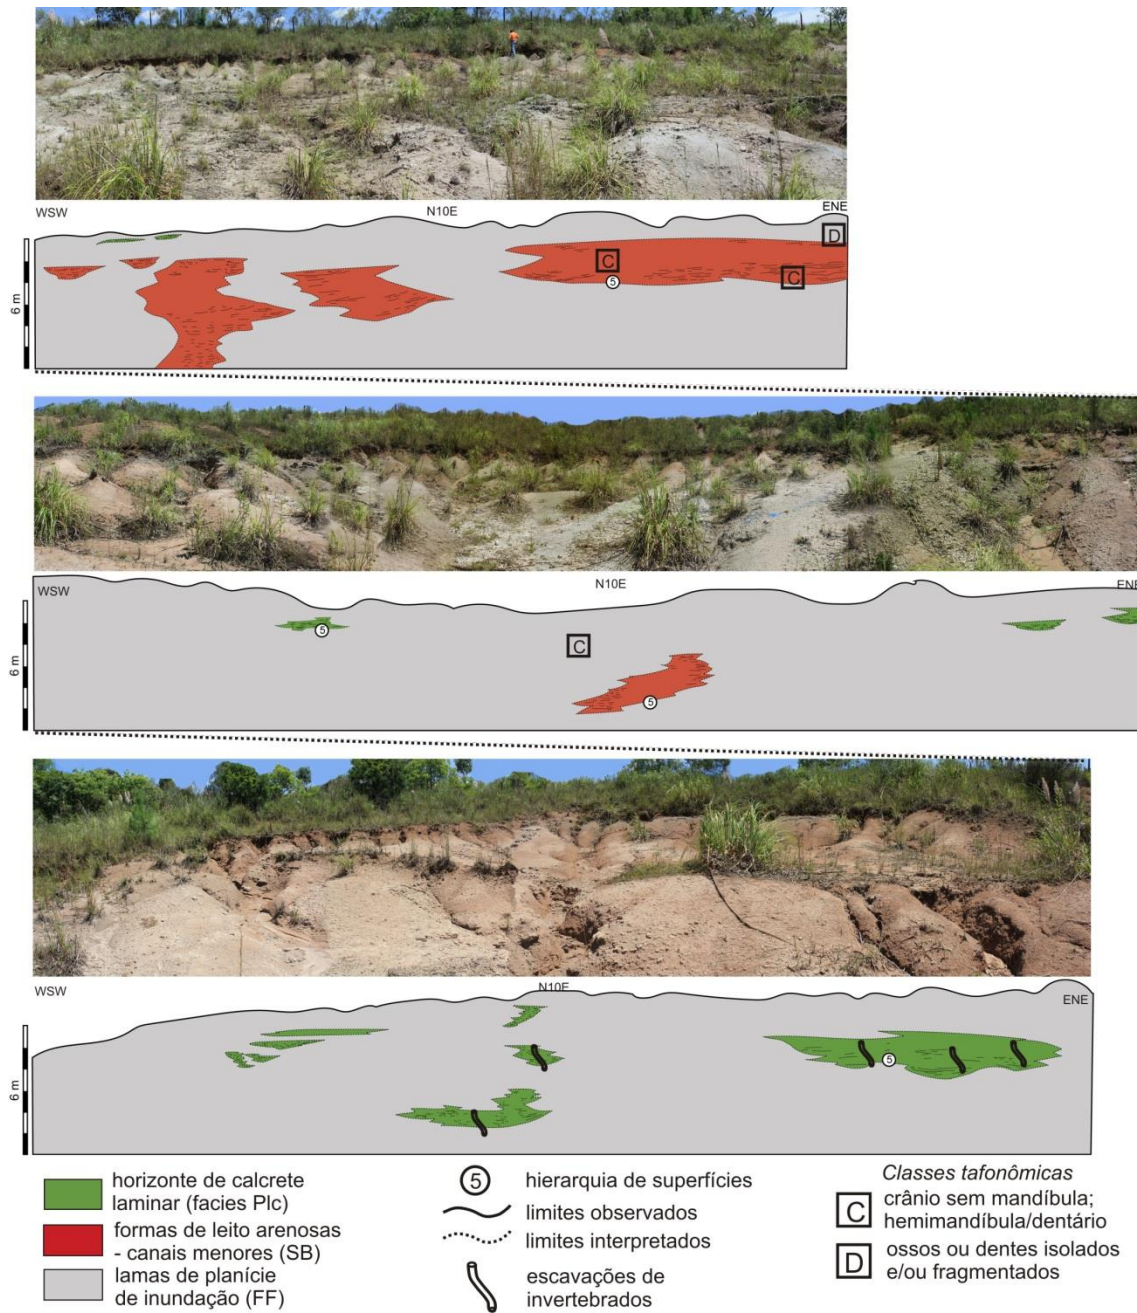 WSW
N10E
ENE
D
C
C
5
6 m
WSW
N10E
ENE
5
C
5
6 m
WSW
N10E
ENE
5
6 m
horizonte de calcrete
laminar (facies Plc)
formas de leito arenosas
- canais menores (SB)
lamas de planície
de inundação (FF)
5
hierarquia de superfícies
limites observados
limites interpretados
escavações de
invertebrados
Classes tafonômicas
C
crânio sem mandíbula;
hemimandíbula/dentário
D
ossos ou dentes isolados
e/ou fragmentados